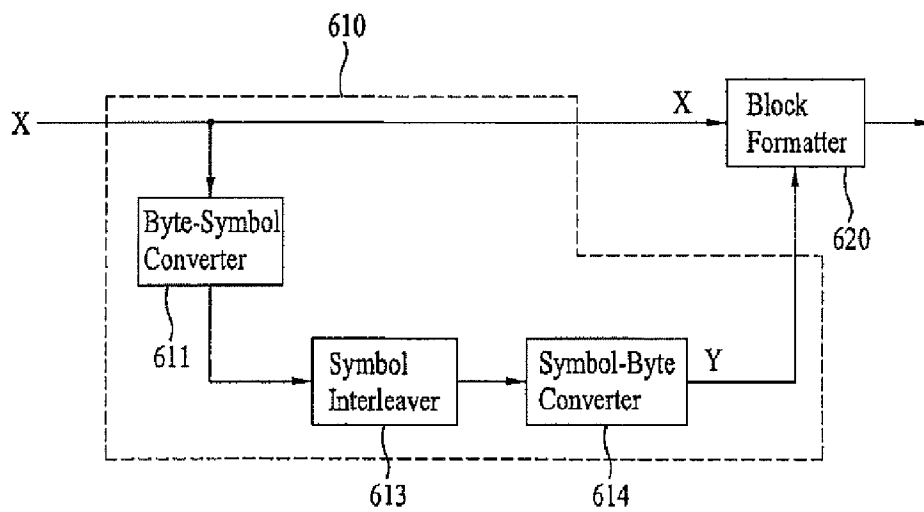 610
X
X
Block
Formatter
620
Byte-Symbol
Converter
611
Symbol
Interleaver
613
Symbol-Byte
Converter
614
Y